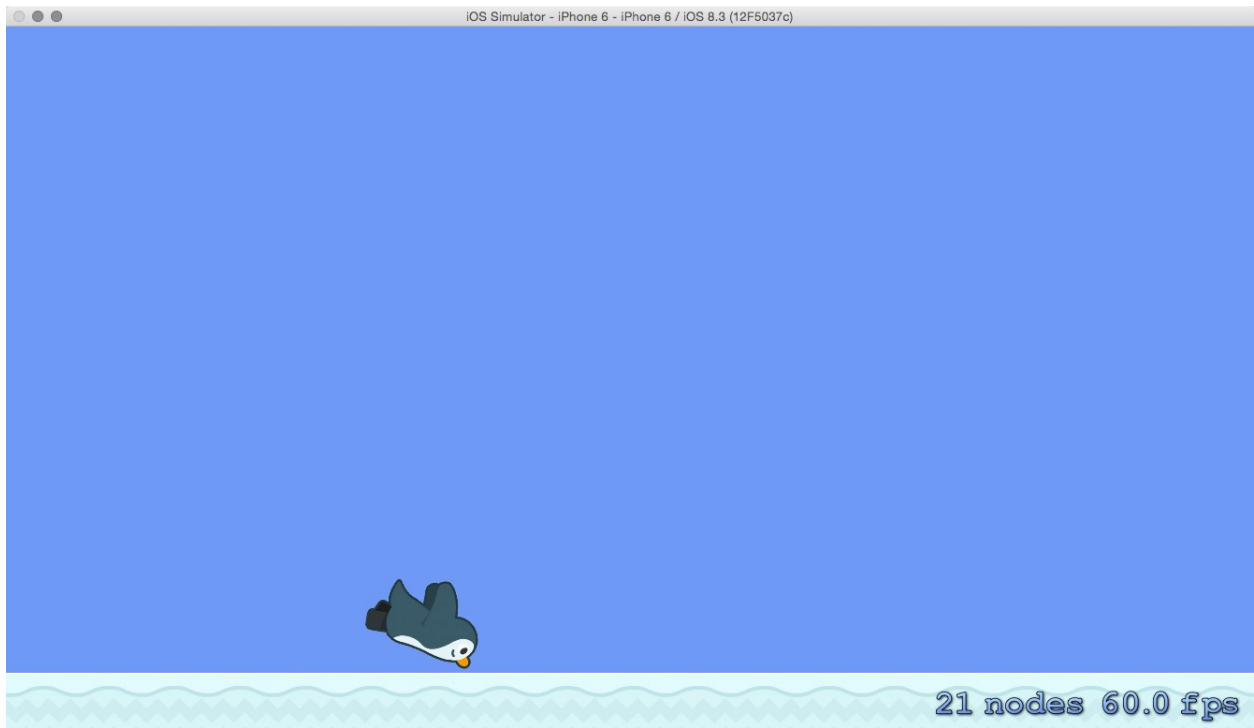 iOS Simulator - iPhone 6 - iPhone 6 / iOS 8.3 (12F5037c)
21 nodes 60.0 fps